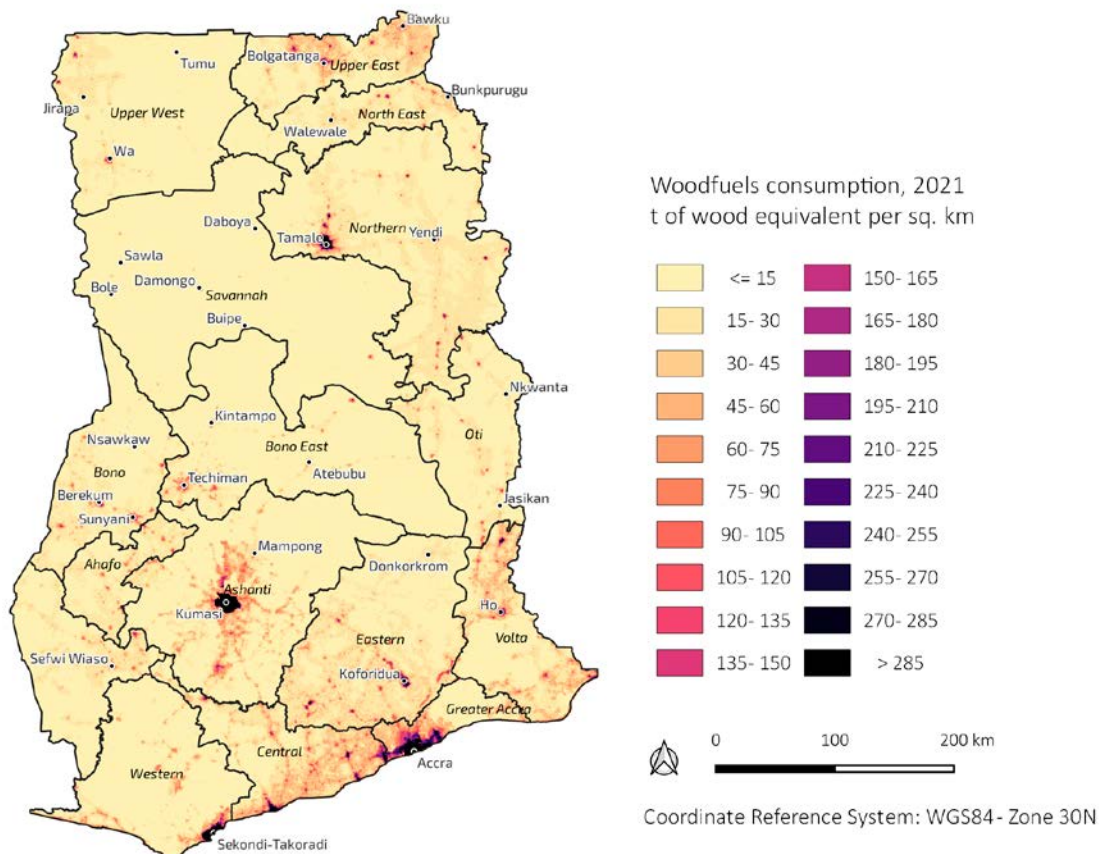 Bawku
Bolgatanga
Tumu
Upper East
Jirapa
Bunkpurugu
Upper West
North East
Walewale
Wa
Daboya
Northern
Tamale
Yendi
Sawla
Damongo
Bole
Savannah
Buipe
Nkwanta
Kintampo
Nsawkaw
Oti
Bono East
Bono
Techiman
Atebubu
Berekum
Jasikan
Sunyani
Mampong
Donkorkrom
Ahafo
Ashanti
Kumasi
Ho
Eastern
Volta
Sefwi Wiaso
Koforidua
Greater Accra
Central
Accra
Western
Sekondi-Takoradi
Woodfuels consumption, 2021
t of wood equivalent per sq. km
<= 15
15- 30
30- 45
45- 60
60- 75
75- 90
90- 105
105- 120
120- 135
135- 150
150- 165
165- 180
180- 195
195- 210
210- 225
225- 240
240- 255
255- 270
270- 285
> 285
0 100 200 km
Coordinate Reference System: WGS84- Zone 30N